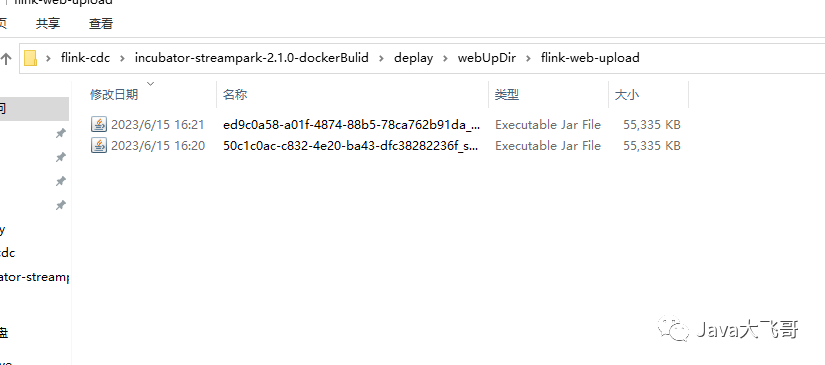 flink-web-upload
页 共享 查看
flink-cdc > incubator-streampark-2.1.0-dockerBulid > deplay > webUpDir > flink-web-upload
修改日期 名称 类型 大小
2023/6/15 16:21 ed9c0a58-a01f-4874-88b5-78ca762b91da_... Executable Jar File 55,335 KB
2023/6/15 16:20 50c1c0ac-c832-4e20-ba43-dfc38282236f_s... Executable Jar File 55,335 KB
问
y
cdc
ator-streamp
盘
Java大飞哥